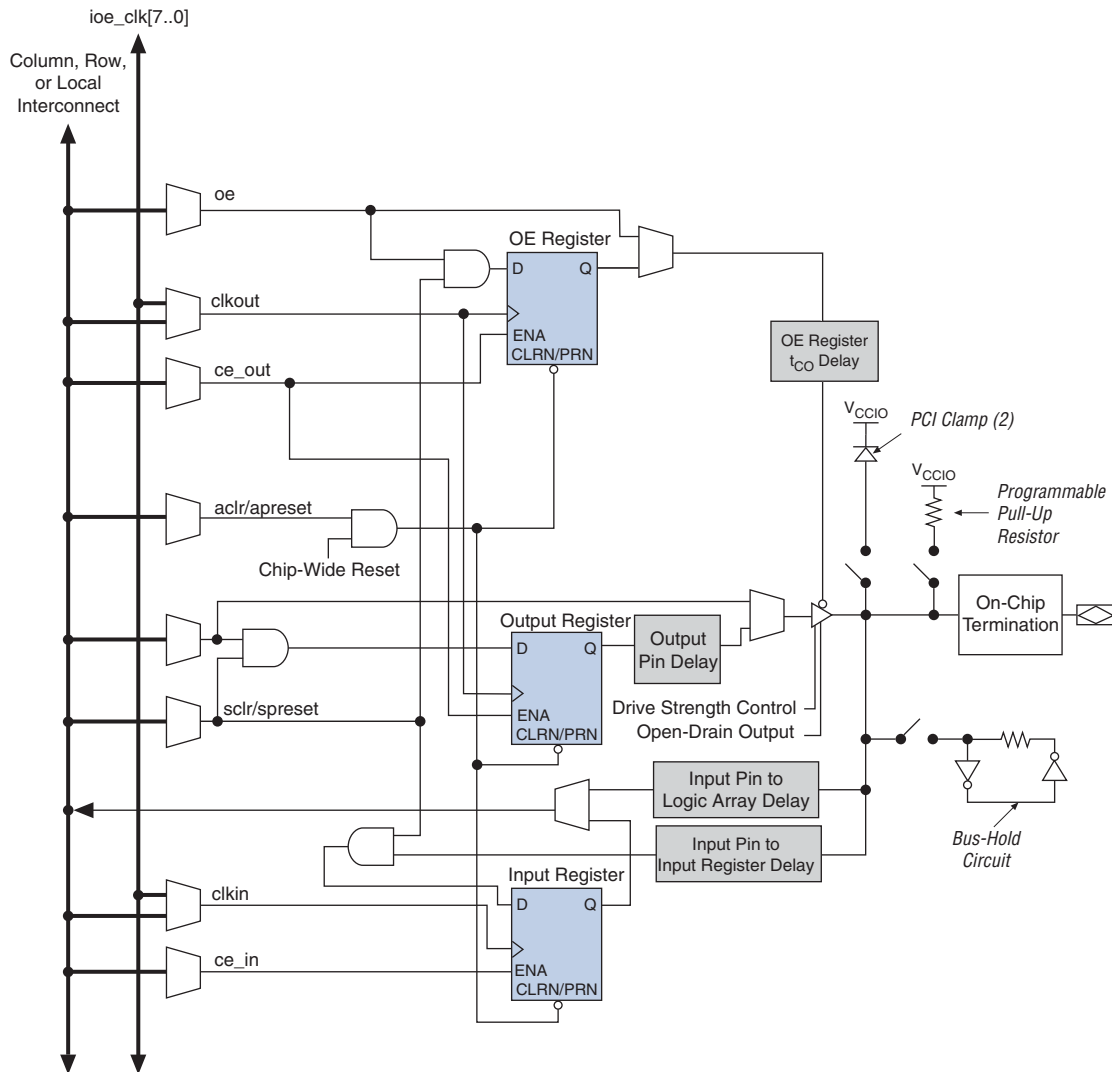 ioe_clk[7..0]
Column, Row,
or Local
Interconnect
oe
OE Register
D
Q
clkout
ENA
CLRN/PRN
OE Register
tCO Delay
ce_out
VCCIO
PCI Clamp (2)
VCCIO
Programmable
Pull-Up
Resistor
aclr/apreset
Chip-Wide Reset
On-Chip
Termination
Output Register
D
Q
Output
Pin Delay
sclr/spreset
ENA
CLRN/PRN
Drive Strength Control
Open-Drain Output
Input Pin to
Logic Array Delay
Input Pin to
Input Register Delay
Bus-Hold
Circuit
Input Register
D
Q
clkin
ce_in
ENA
CLRN/PRN